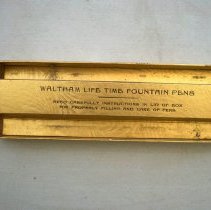 WALTHAM LIFE TIME FOUNTAIN PENS
READ CAREFULLY INSTRUCTIONS IN LID OF BOX
FOR PROPERLY FILLING AND CARE OF PENS.